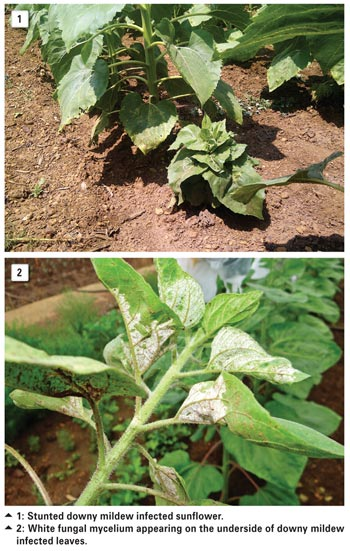 1
2
▲ 1: Stunted downy mildew infected sunflower.
▲ 2: White fungal mycelium appearing on the underside of downy mildew
infected leaves.